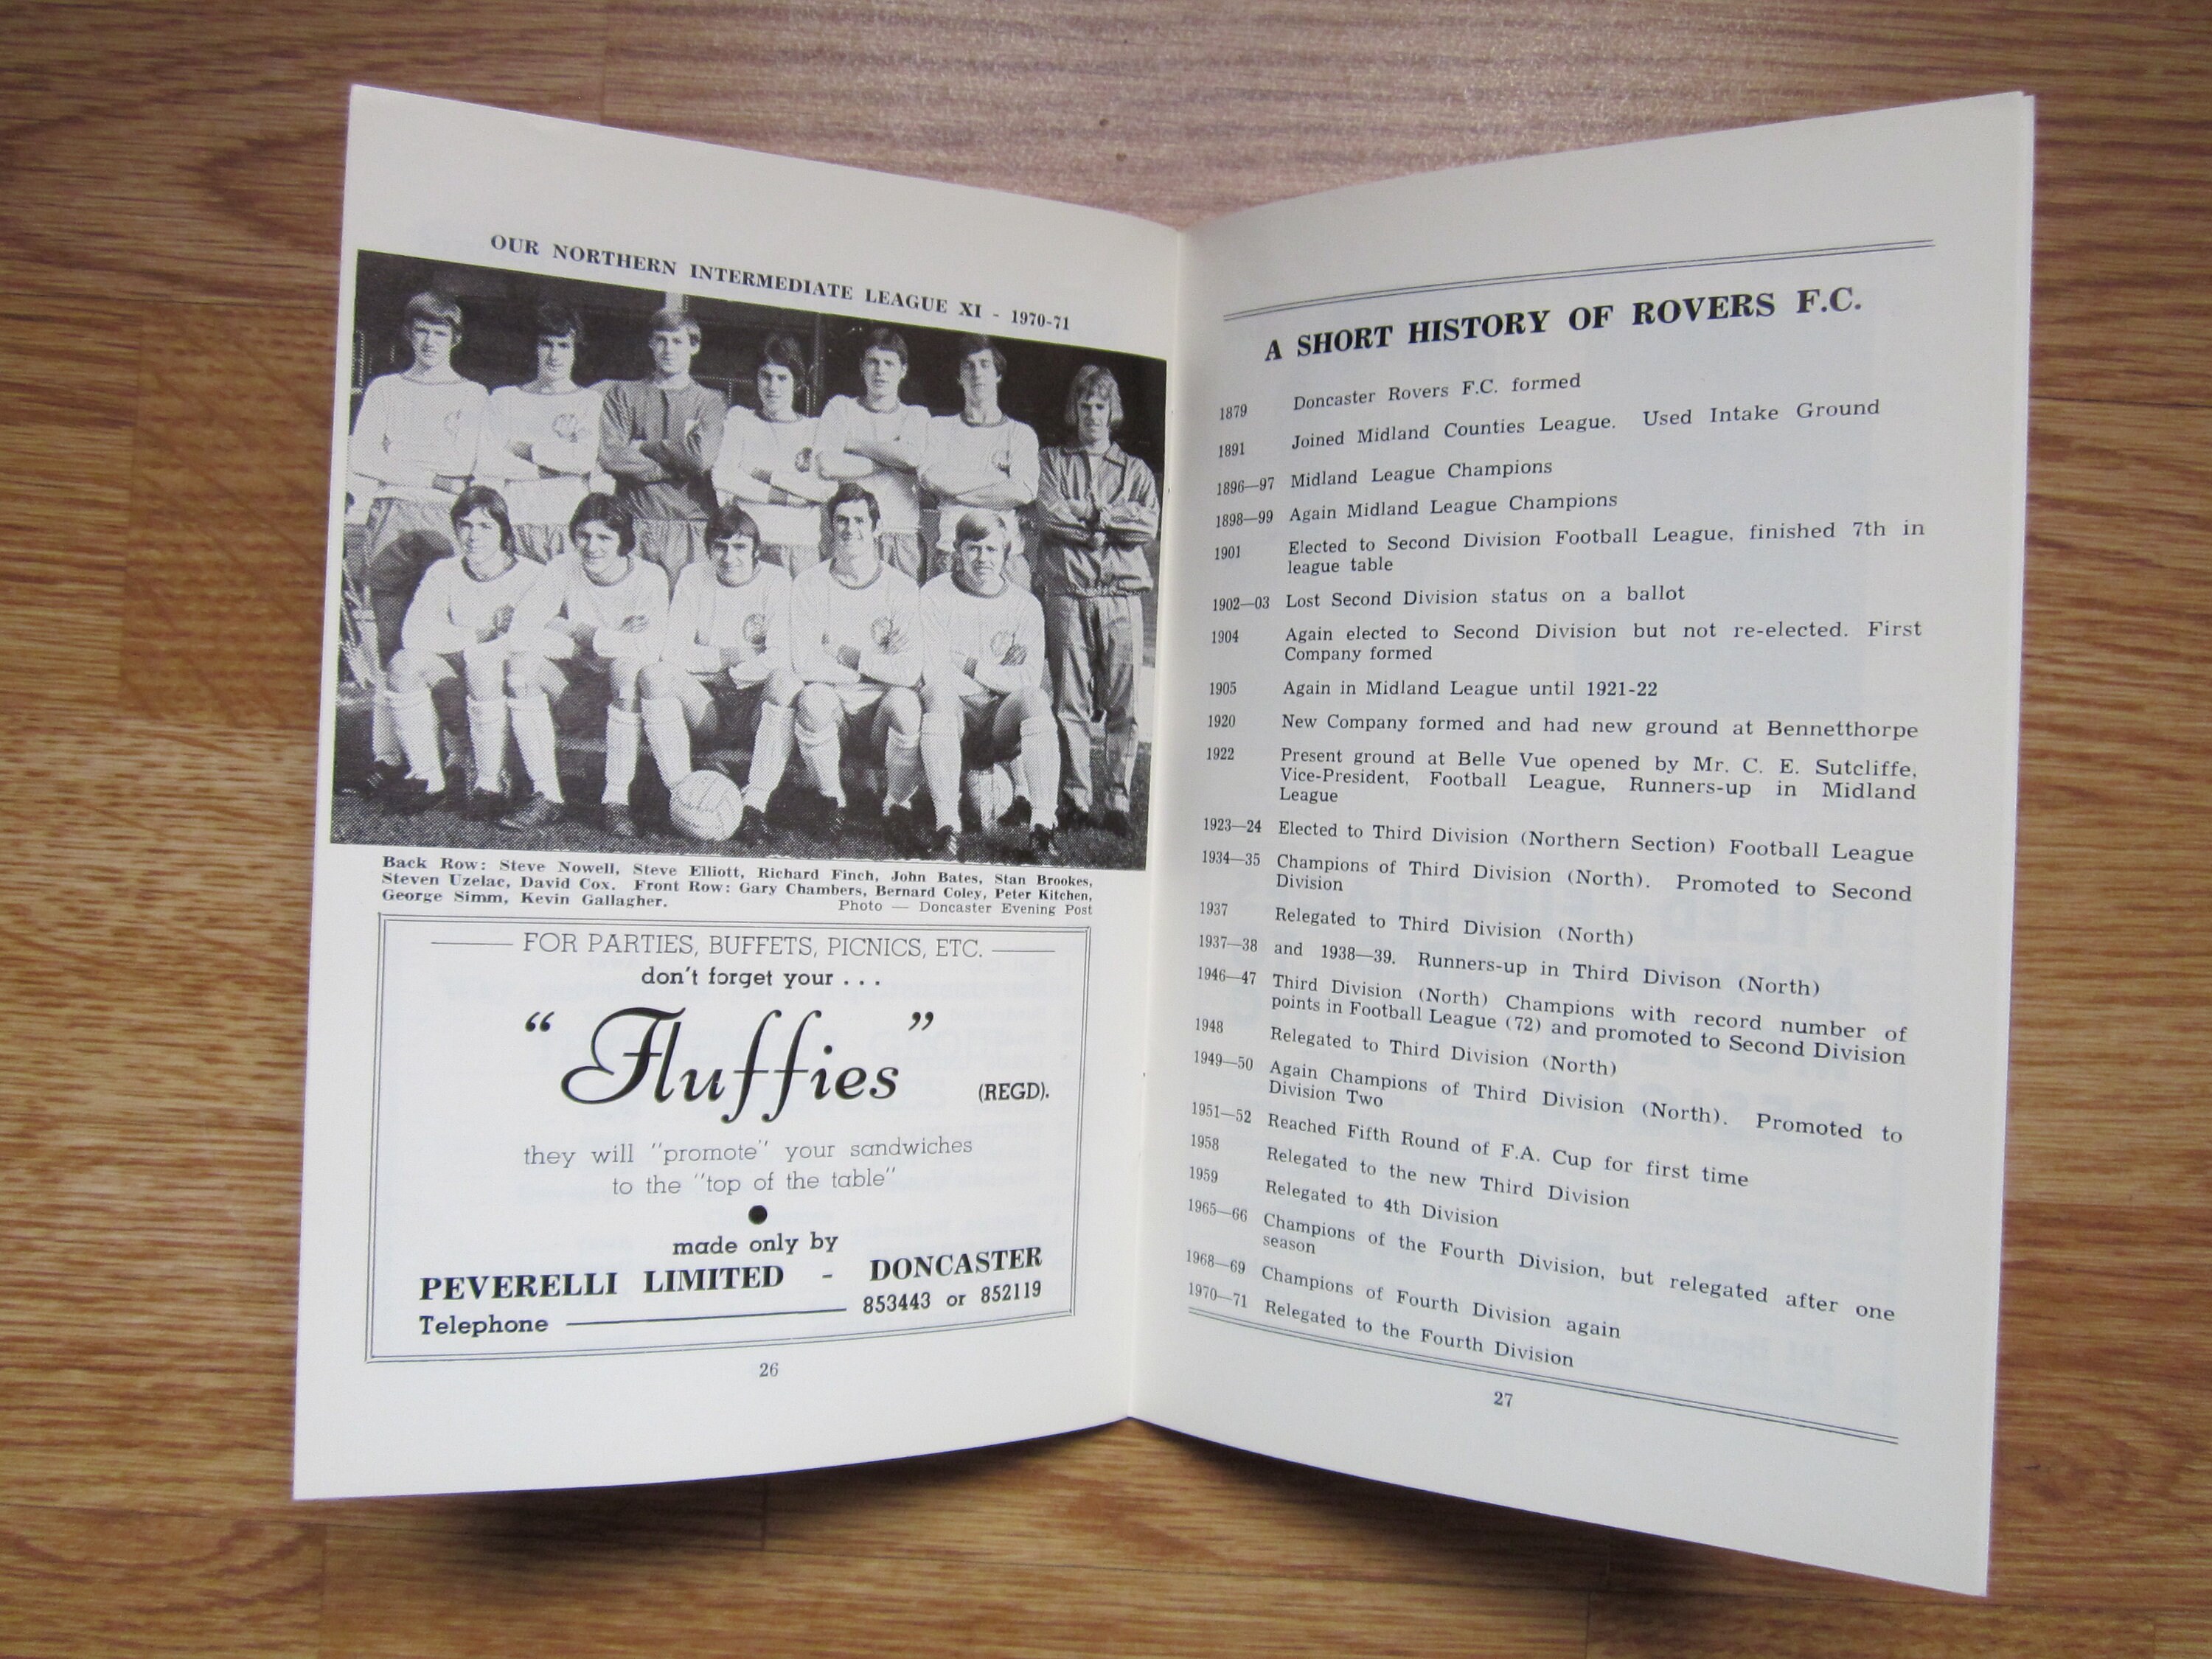 OUR NORTHERN INTERMEDIATE LEAGUE XI - 1970-71
Back Row: Steve Nowell, Steve Elliott, Richard Finch, John Bates, Stan Brookes,
Steven Uzelac, David Cox. Front Row: Gary Chambers, Bernard Coley, Peter Kitchen,
George Simm, Kevin Gallagher. Photo — Doncaster Evening Post
FOR PARTIES, BUFFETS, PICNICS, ETC.
don't forget your . . .
“ Fluffies ” (REGD).
they will "promote" your sandwiches
to the "top of the table"
made only by
PEVERELLI LIMITED - DONCASTER
Telephone 853443 or 852119
26
A SHORT HISTORY OF ROVERS F.C.
1879 Doncaster Rovers F.C. formed
1891 Joined Midland Counties League. Used Intake Ground
1896—97 Midland League Champions
1898—99 Again Midland League Champions
1901 Elected to Second Division Football League, finished 7th in
league table
1902—03 Lost Second Division status on a ballot
1904 Again elected to Second Division but not re-elected. First
Company formed
1905 Again in Midland League until 1921-22
1920 New Company formed and had new ground at Bennetthorpe
1922 Present ground at Belle Vue opened by Mr. C. E. Sutcliffe,
Vice-President, Football League, Runners-up in Midland
League
1923—24 Elected to Third Division (Northern Section) Football League
1934—35 Champions of Third Division (North). Promoted to Second
Division
1937 Relegated to Third Division (North)
1937—38 and 1938—39. Runners-up in Third Divison (North)
1946—47 Third Division (North) Champions with record number of
points in Football League (72) and promoted to Second Division
1948 Relegated to Third Division (North)
1949—50 Again Champions of Third Division (North). Promoted to
Division Two
1951—52 Reached Fifth Round of F.A. Cup for first time
1958 Relegated to the new Third Division
1959 Relegated to 4th Division
1965—66 Champions of the Fourth Division, but relegated after one
season
1968—69 Champions of Fourth Division again
1970—71 Relegated to the Fourth Division
27